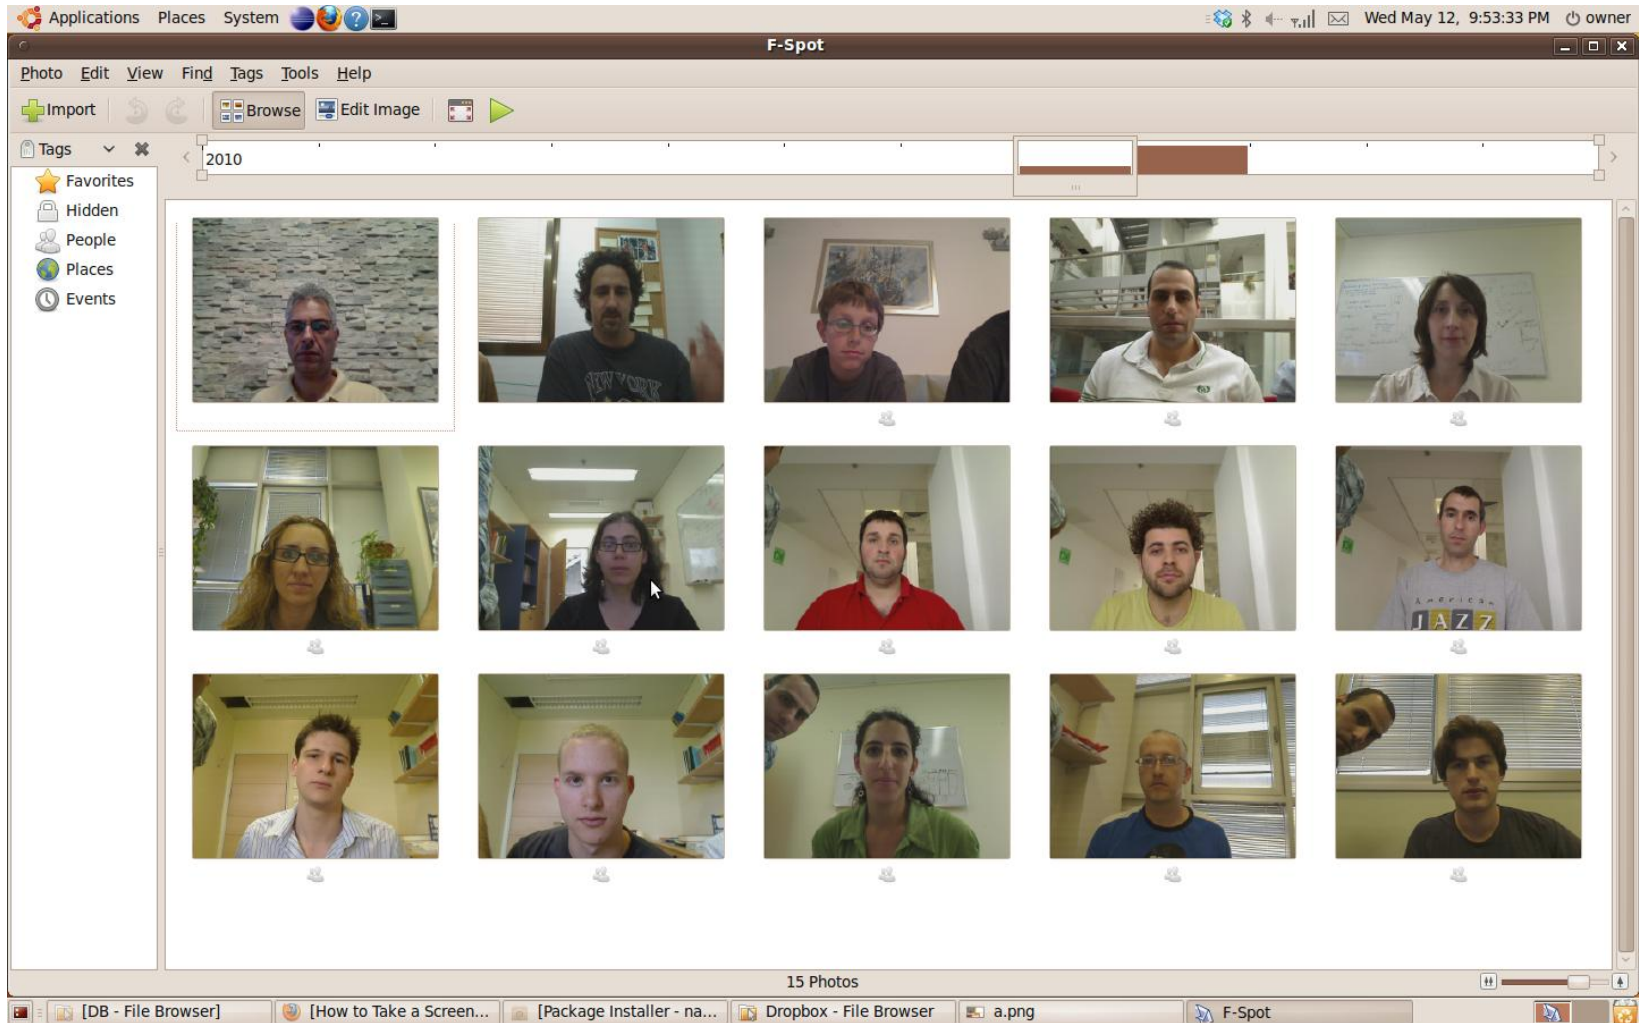 Applications Places System Wed May 12, 9:53:33 PM owner
F-Spot
Photo Edit View Find Tags Tools Help
Import Browse Edit Image
Tags
2010
Favorites
Hidden
People
Places
Events
NEW YORK
American
JAZZ
15 Photos
[DB - File Browser] [How to Take a Screen... [Package Installer - na... Dropbox - File Browser a.png F-Spot